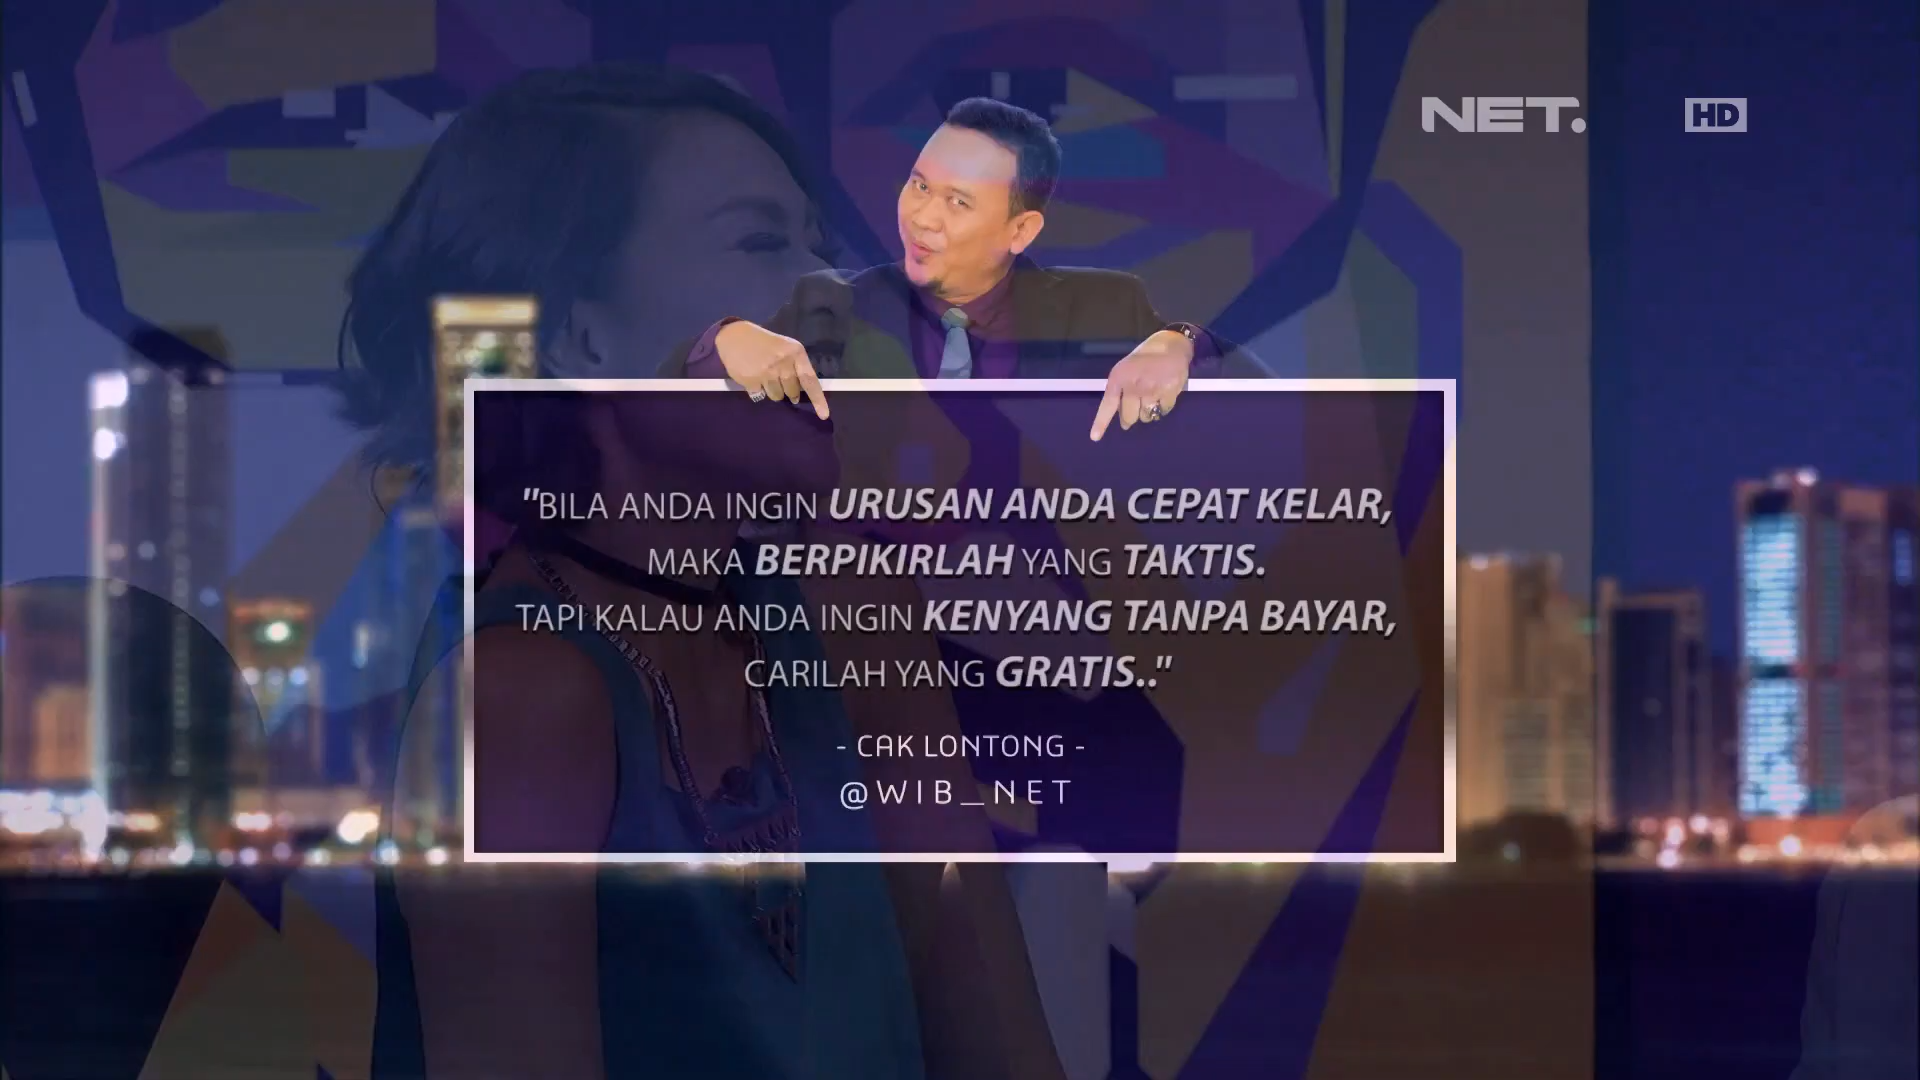 NET.
HD
"BILA ANDA INGIN URUSAN ANDA CEPAT KELAR,
MAKA BERPIKIRLAH YANG TAKTIS.
TAPI KALAU ANDA INGIN KENYANG TANPA BAYAR,
CARILAH YANG GRATIS.."
- CAK LONTONG -
@WIB_NET